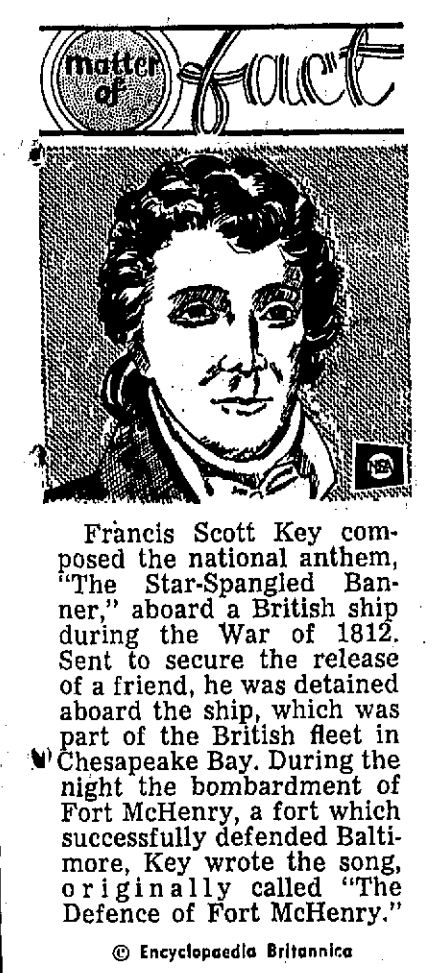 matter
of
fact
NEA
Francis Scott Key com-
posed the national anthem,
"The Star-Spangled Ban-
ner," aboard a British ship
during the War of 1812.
Sent to secure the release
of a friend, he was detained
aboard the ship, which was
part of the British fleet in
Chesapeake Bay. During the
night the bombardment of
Fort McHenry, a fort which
successfully defended Balti-
more, Key wrote the song,
originally called "The
Defence of Fort McHenry."
© Encyclopaedia Britannica